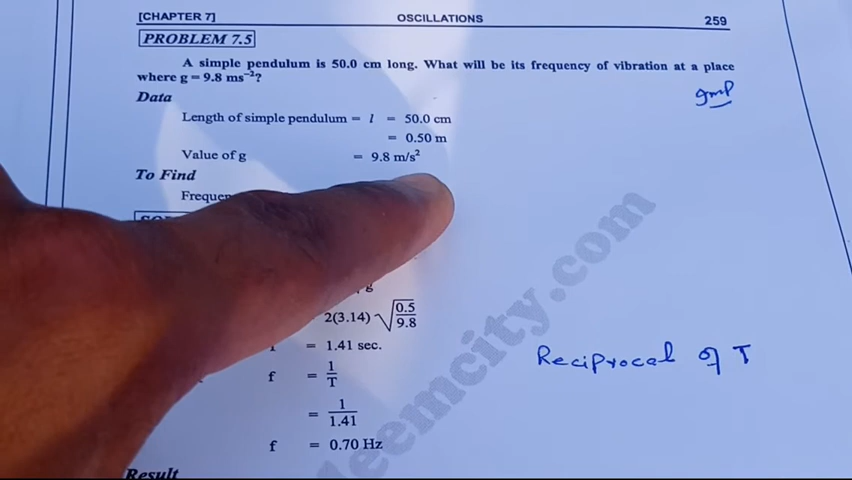 [CHAPTER 7] OSCILLATIONS 259
PROBLEM 7.5
A simple pendulum is 50.0 cm long. What will be its frequency of vibration at a place
where g = 9.8 ms⁻²?
gmp
Data
Length of simple pendulum = l = 50.0 cm
= 0.50 m
Value of g = 9.8 m/s²
To Find
g
2(3.14) √(0.5/9.8)
= 1.41 sec.
Reciprocal of T
f = 1/T
= 1/1.41
f = 0.70 Hz
Result